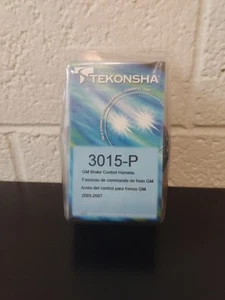 TEKONSHA
3015-P
GM Brake Control Harness
Faisceau de commande de frein GM
Arnés del control para frenos GM
2003-2007